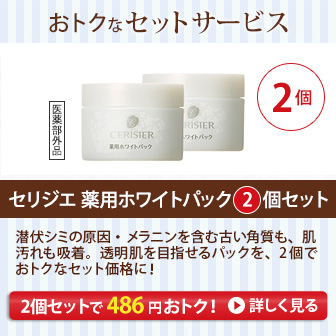 おトクなセットサービス
2個
医薬部外品
CERISIER
薬用ホワイトパック
セリジエ 薬用ホワイトパック2個セット
潜伏シミの原因・メラニンを含む古い角質も、肌
汚れも吸着。透明肌を目指せるパックを、2個で
おトクなセット価格に!
2個セットで486円おトク! 詳しく見る